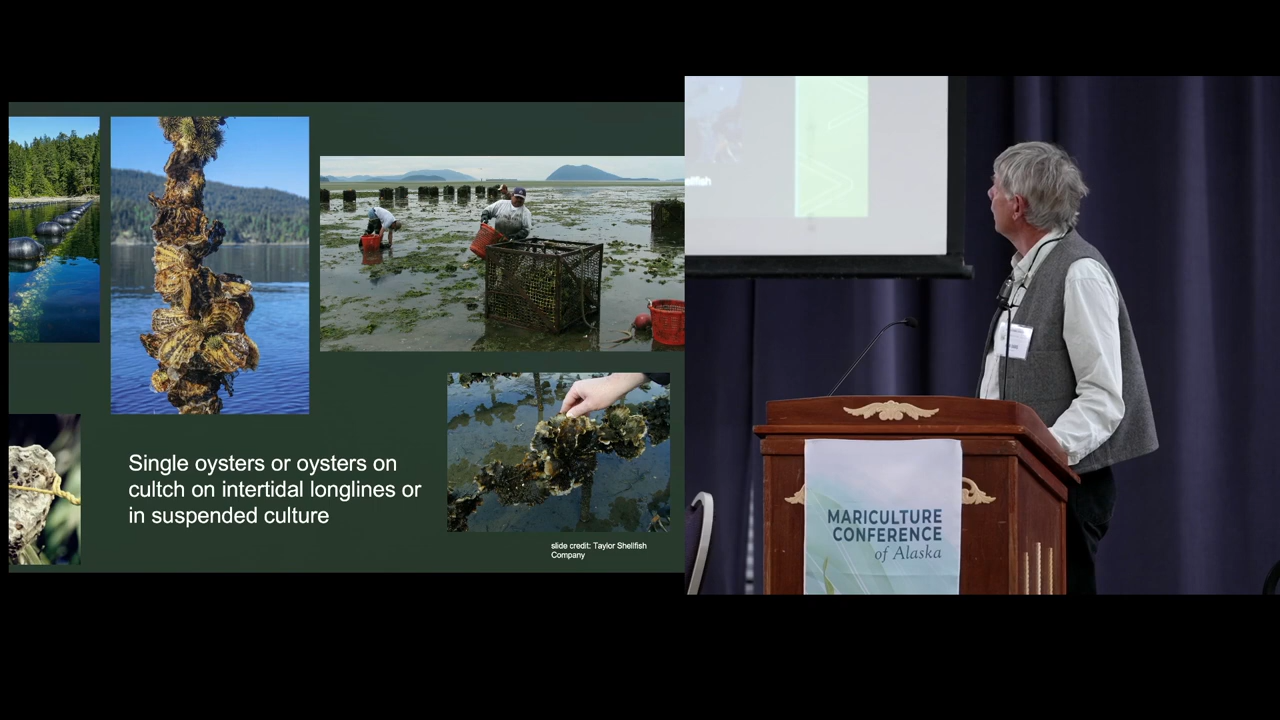 Single oysters or oysters on
cultch on intertidal longlines or
in suspended culture
slide credit: Taylor Shellfish
Company
MARICULTURE
CONFERENCE
of Alaska